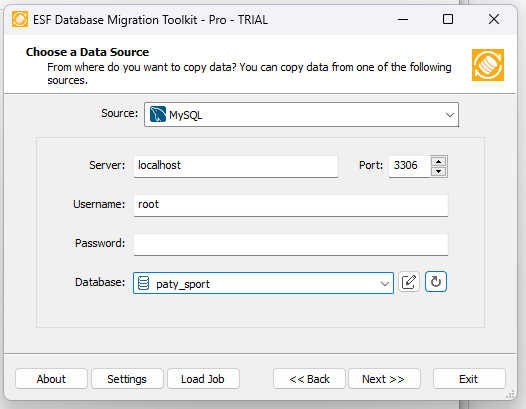 ESF Database Migration Toolkit - Pro - TRIAL
Choose a Data Source
From where do you want to copy data? You can copy data from one of the following
sources.
Source: MySQL
Server: localhost Port: 3306
Username: root
Password:
Database: paty_sport
About Settings Load Job << Back Next >> Exit